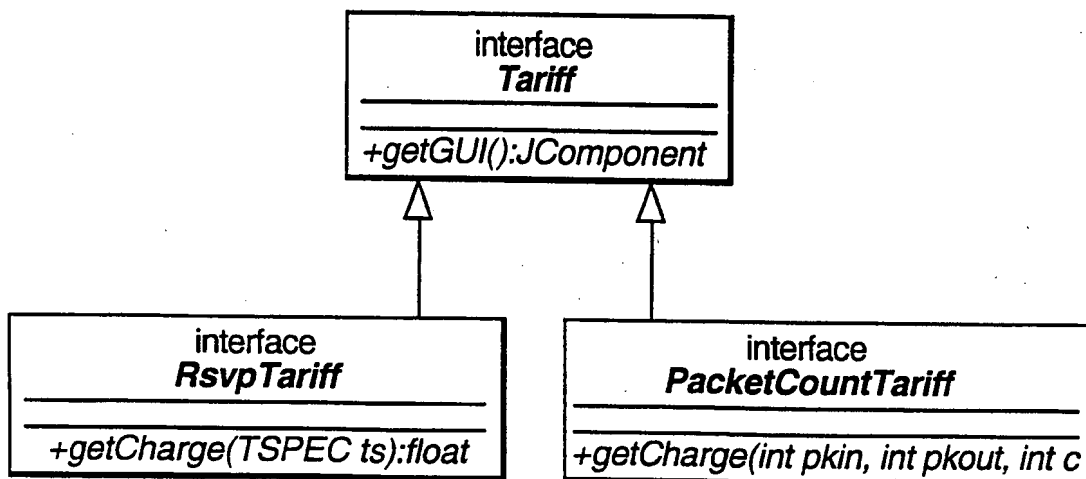 interface
Tariff
+getGUI():JComponent
interface
RsvpTariff
+getCharge(TSPEC ts):float
interface
PacketCountTariff
+getCharge(int pkin, int pkout, int c